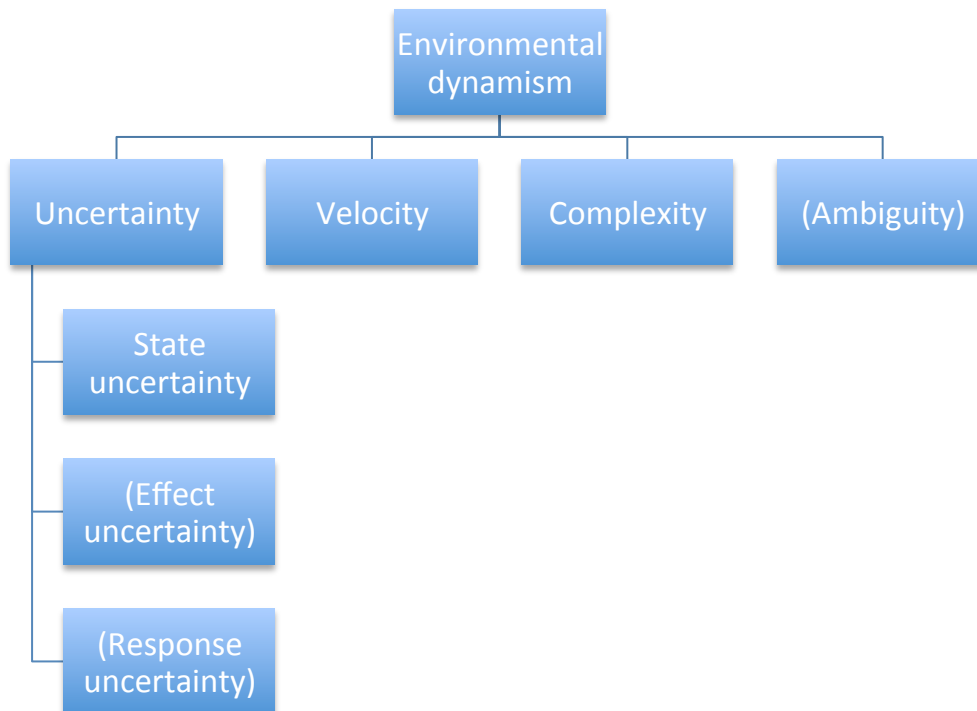 Environmental
dynamism
Uncertainty
Velocity
Complexity
(Ambiguity)
State
uncertainty
(Effect
uncertainty)
(Response
uncertainty)